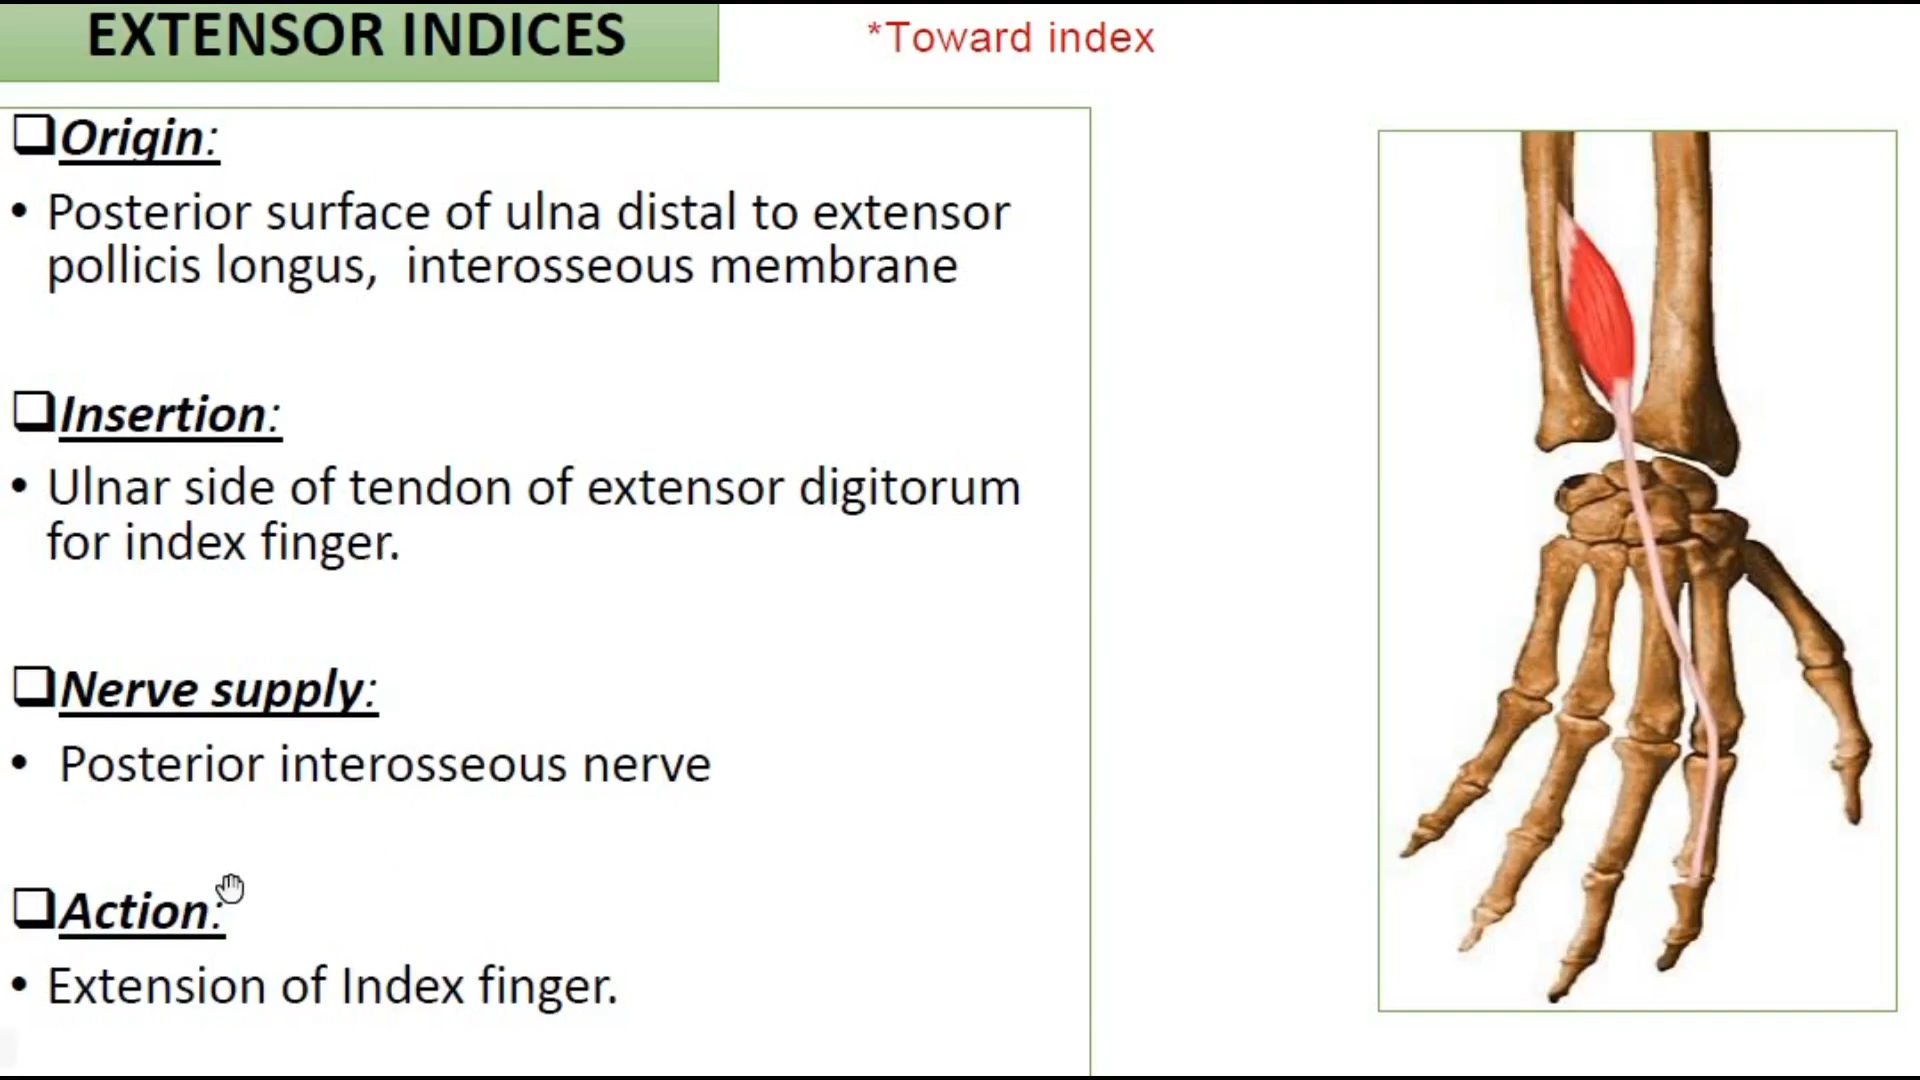 EXTENSOR INDICES
*Toward index
Origin:
• Posterior surface of ulna distal to extensor
pollicis longus, interosseous membrane
Insertion:
• Ulnar side of tendon of extensor digitorum
for index finger.
Nerve supply:
• Posterior interosseous nerve
Action:
• Extension of Index finger.